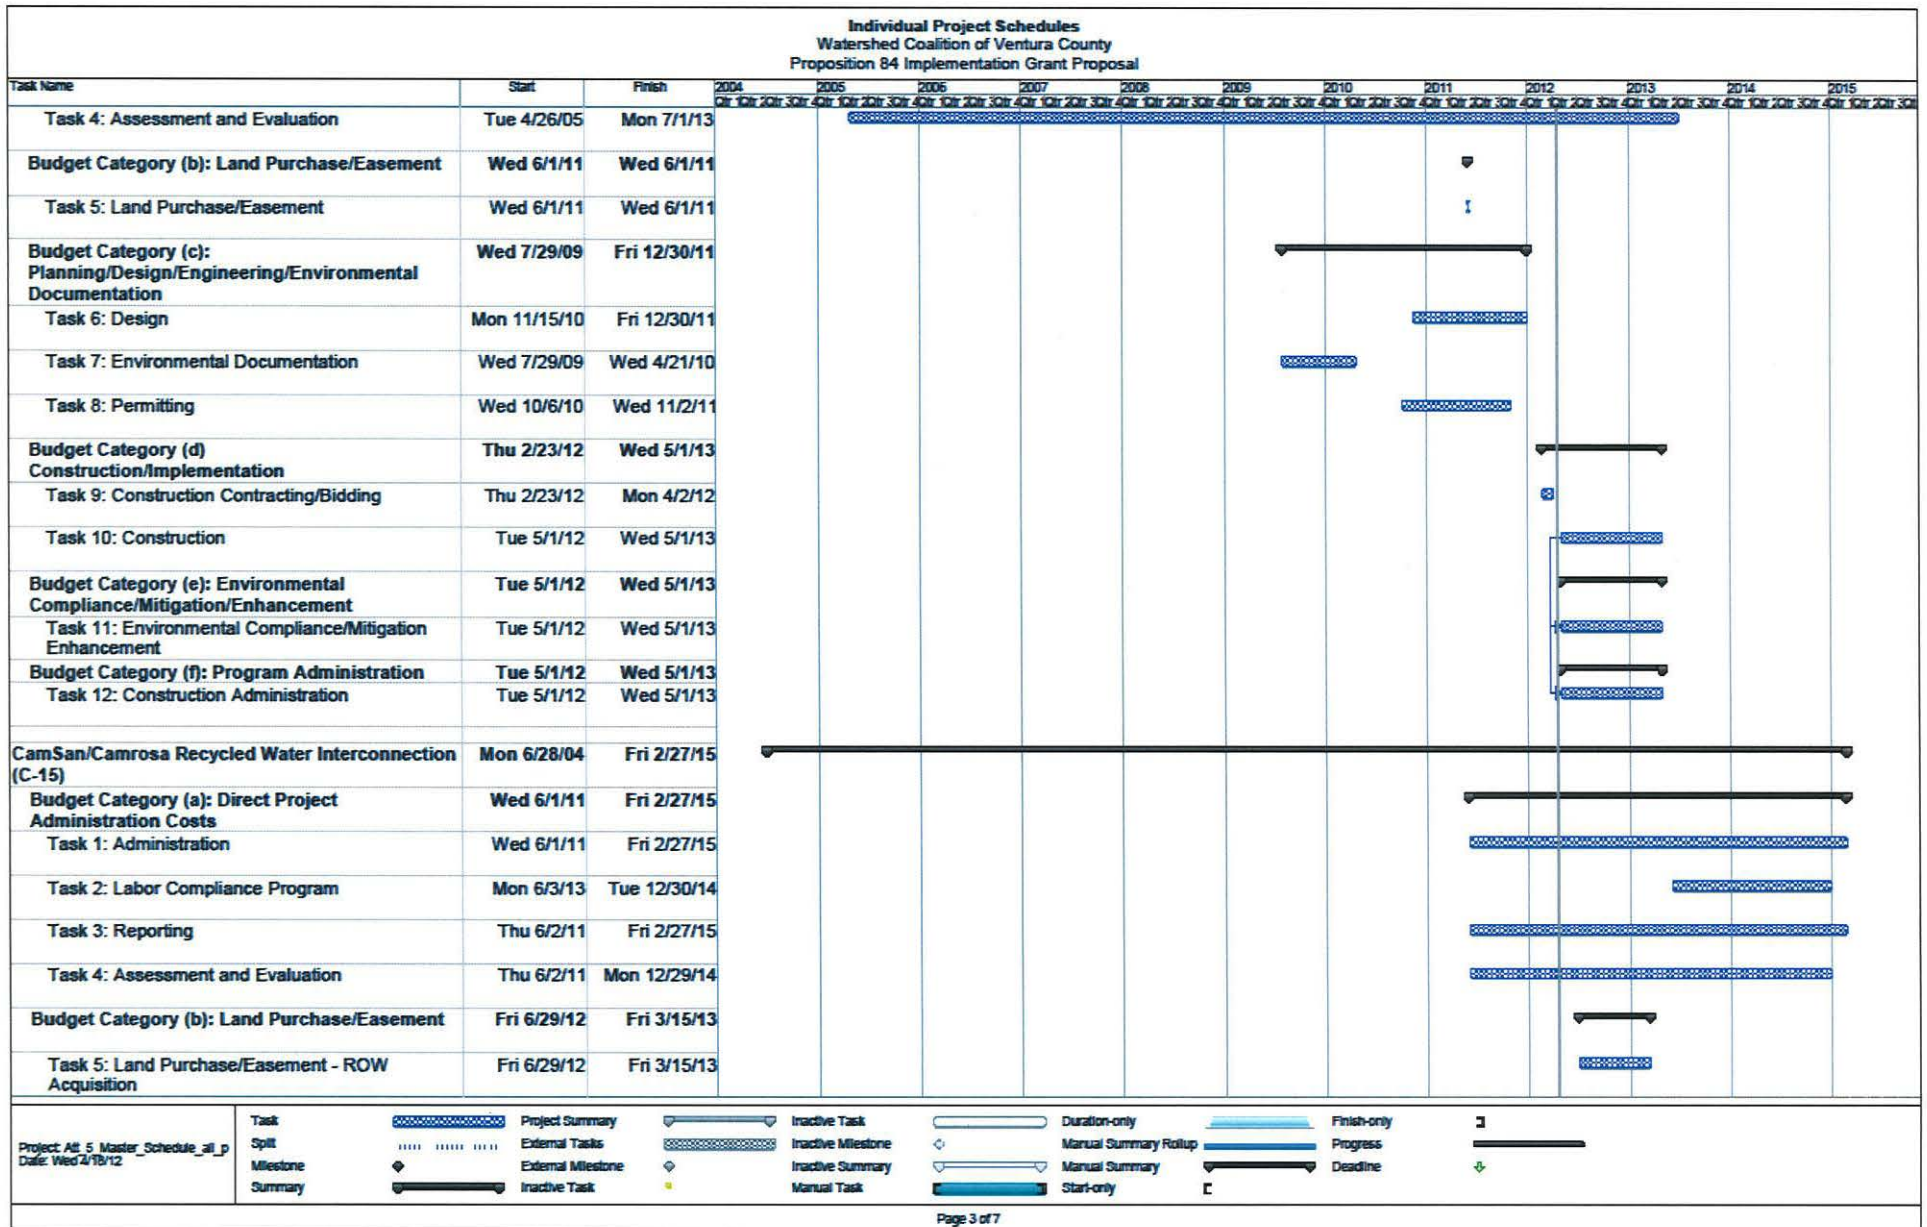 Individual Project Schedules
Watershed Coalition of Ventura County
Proposition 84 Implementation Grant Proposal
Task Name Start Finish 2004 2005 2006 2007 2008 2009 2010 2011 2012 2013 2014 2015
Task 4: Assessment and Evaluation Tue 4/26/05 Mon 7/1/13
Budget Category (b): Land Purchase/Easement Wed 6/1/11 Wed 6/1/11
Task 5: Land Purchase/Easement Wed 6/1/11 Wed 6/1/11
Budget Category (c): Wed 7/29/09 Fri 12/30/11
Planning/Design/Engineering/Environmental
Documentation
Task 6: Design Mon 11/15/10 Fri 12/30/11
Task 7: Environmental Documentation Wed 7/29/09 Wed 4/21/10
Task 8: Permitting Wed 10/6/10 Wed 11/2/11
Budget Category (d) Thu 2/23/12 Wed 5/1/13
Construction/Implementation
Task 9: Construction Contracting/Bidding Thu 2/23/12 Mon 4/2/12
Task 10: Construction Tue 5/1/12 Wed 5/1/13
Budget Category (e): Environmental Tue 5/1/12 Wed 5/1/13
Compliance/Mitigation/Enhancement
Task 11: Environmental Compliance/Mitigation Tue 5/1/12 Wed 5/1/13
Enhancement
Budget Category (f): Program Administration Tue 5/1/12 Wed 5/1/13
Task 12: Construction Administration Tue 5/1/12 Wed 5/1/13
CamSan/Camrosa Recycled Water Interconnection Mon 6/28/04 Fri 2/27/15
(C-15)
Budget Category (a): Direct Project Wed 6/1/11 Fri 2/27/15
Administration Costs
Task 1: Administration Wed 6/1/11 Fri 2/27/15
Task 2: Labor Compliance Program Mon 6/3/13 Tue 12/30/14
Task 3: Reporting Thu 6/2/11 Fri 2/27/15
Task 4: Assessment and Evaluation Thu 6/2/11 Mon 12/29/14
Budget Category (b): Land Purchase/Easement Fri 6/29/12 Fri 3/15/13
Task 5: Land Purchase/Easement - ROW Fri 6/29/12 Fri 3/15/13
Acquisition
Project: Att. 5_Master_Schedule_all_p
Date: Wed 4/18/12
Task Project Summary Inactive Task Duration-only Finish-only
Split External Tasks Inactive Milestone Manual Summary Rollup Progress
Milestone External Milestone Inactive Summary Manual Summary Deadline
Summary Inactive Task Manual Task Start-only
Page 3 of 7